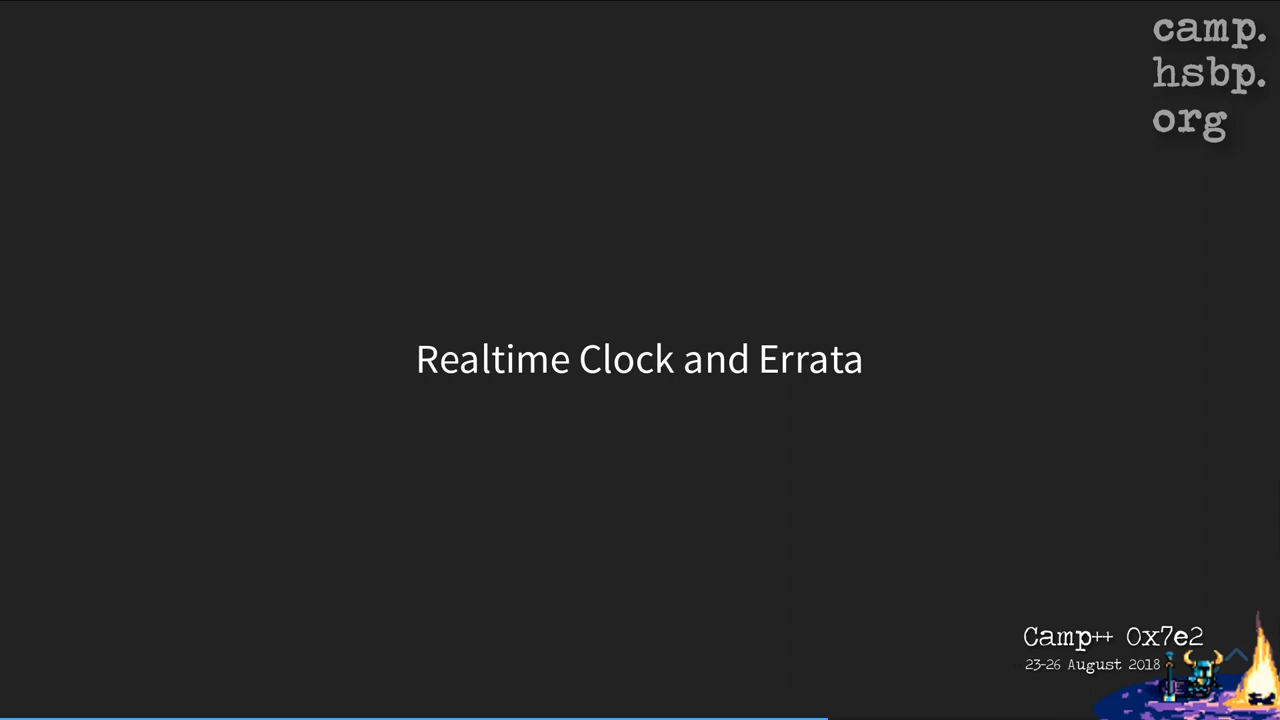 camp.
hsbp.
org
Realtime Clock and Errata
Camp++ 0x7e2
23-26 August 2018